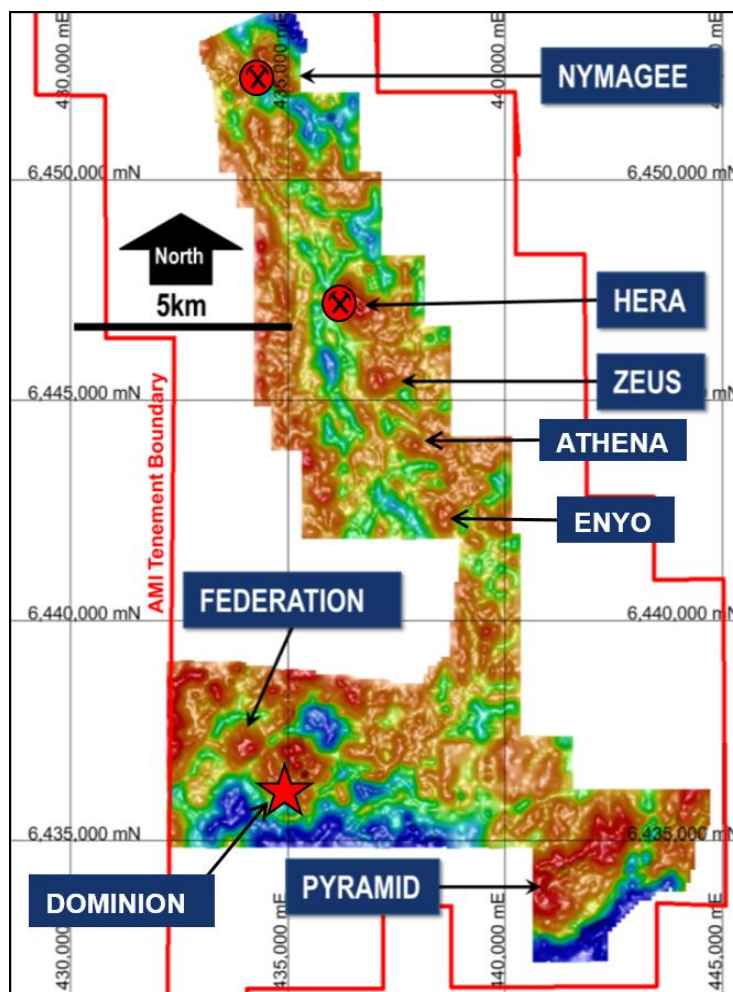 430,000 mE
435,000 mE
440,000 mE
NYMAGEE
6,450,000 mN
6,450,000 mN
North
5km
HERA
ZEUS
6,445,000 mN
ATHENA
ENYO
AMI Tenement Boundary
FEDERATION
6,440,000 mN
6,440,000 mN
6,435,000 mN
6,435,000 mN
DOMINION
PYRAMID
430,000 mE
435,000 mE
440,000 mE
445,000 mE